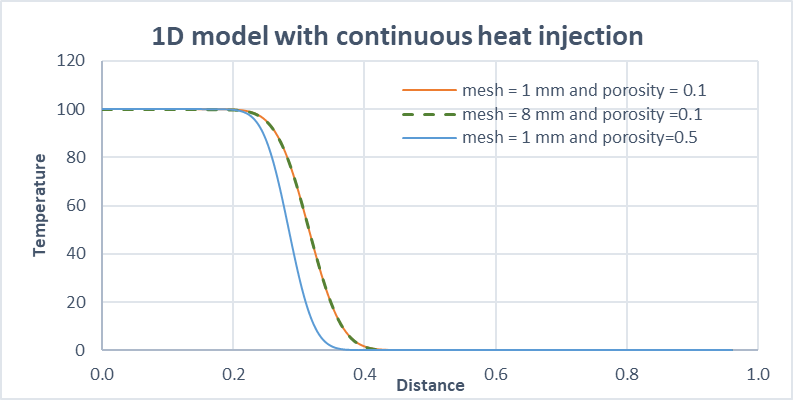 1D model with continuous heat injection
120
100
80
60
40
20
0
Temperature
mesh = 1 mm and porosity = 0.1
mesh = 8 mm and porosity =0.1
mesh = 1 mm and porosity=0.5
0.0 0.2 0.4 0.6 0.8 1.0
Distance